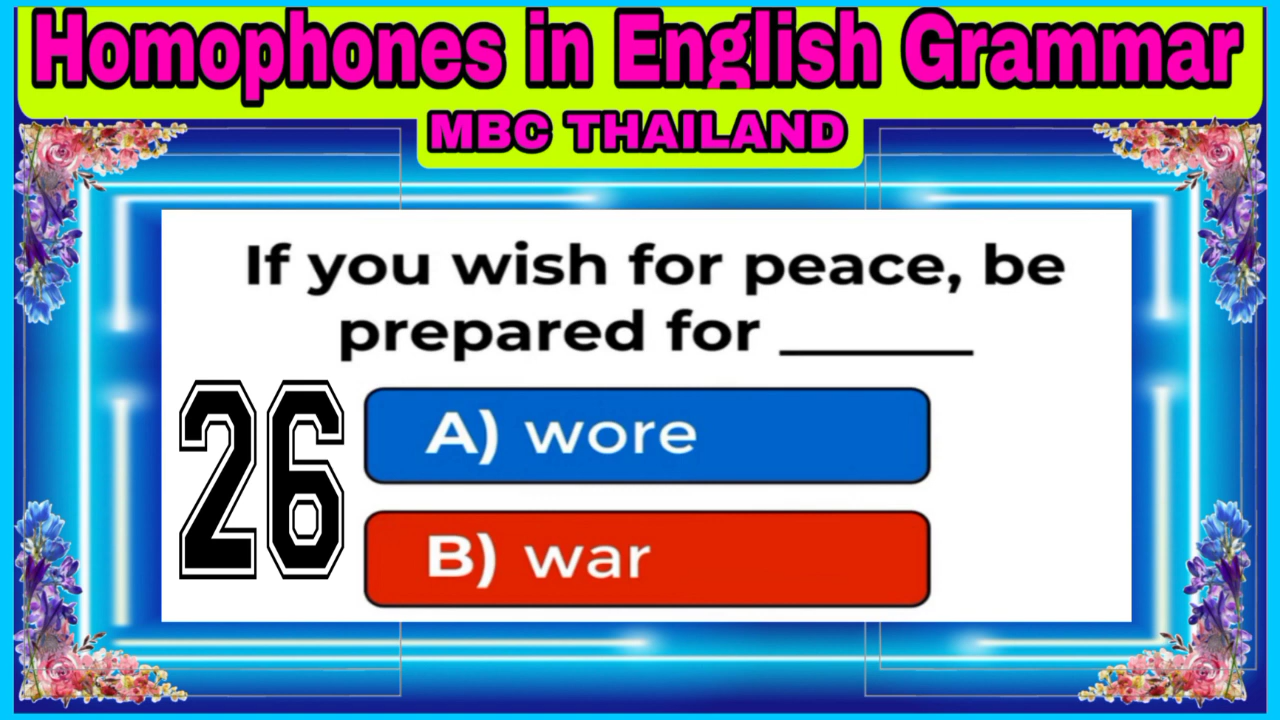 Homophones in English Grammar
MBC THAILAND
If you wish for peace, be
prepared for ______
26
A) wore
B) war